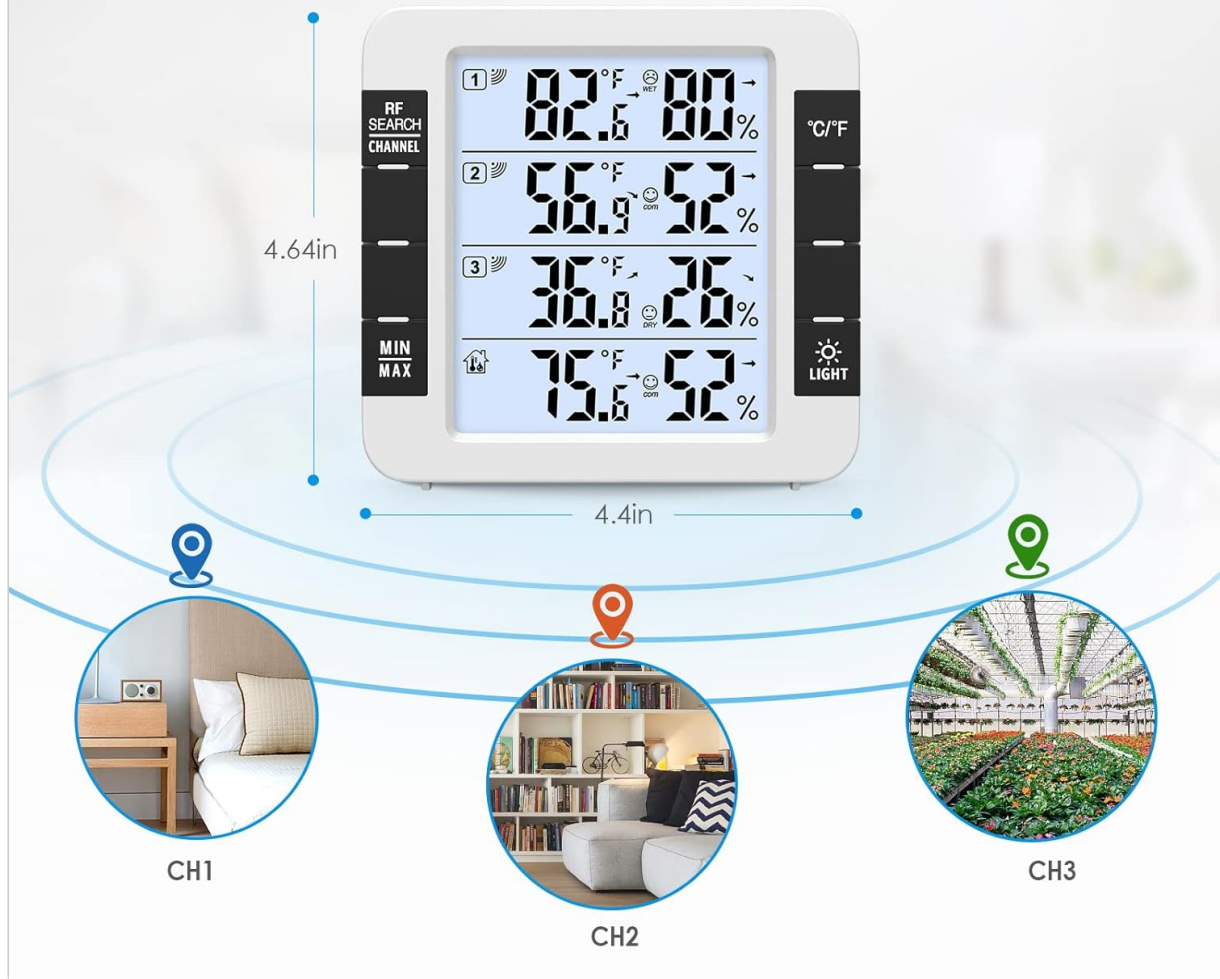 4.64in
RF
SEARCH
CHANNEL
MIN
MAX
1 82.6 °F WET 80 %
2 56.9 °F com 52 %
3 36.8 °F DRY 26 %
75.6 °F com 52 %
°C/°F
LIGHT
4.4in
CH1
CH2
CH3